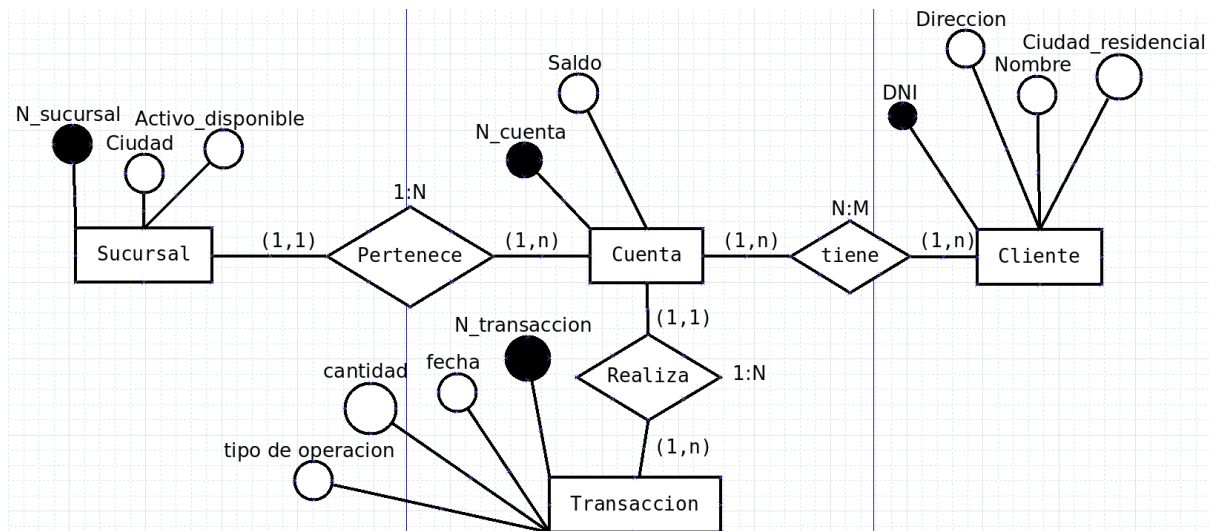 Direccion
Ciudad_residencial
Nombre
Saldo
DNI
N_sucursal
Activo_disponible
Ciudad
N_cuenta
1:N
N:M
Sucursal
(1,1)
Pertenece
(1,n)
Cuenta
(1,n)
tiene
(1,n)
Cliente
(1,1)
N_transaccion
fecha
cantidad
Realiza
1:N
tipo de operacion
(1,n)
Transaccion